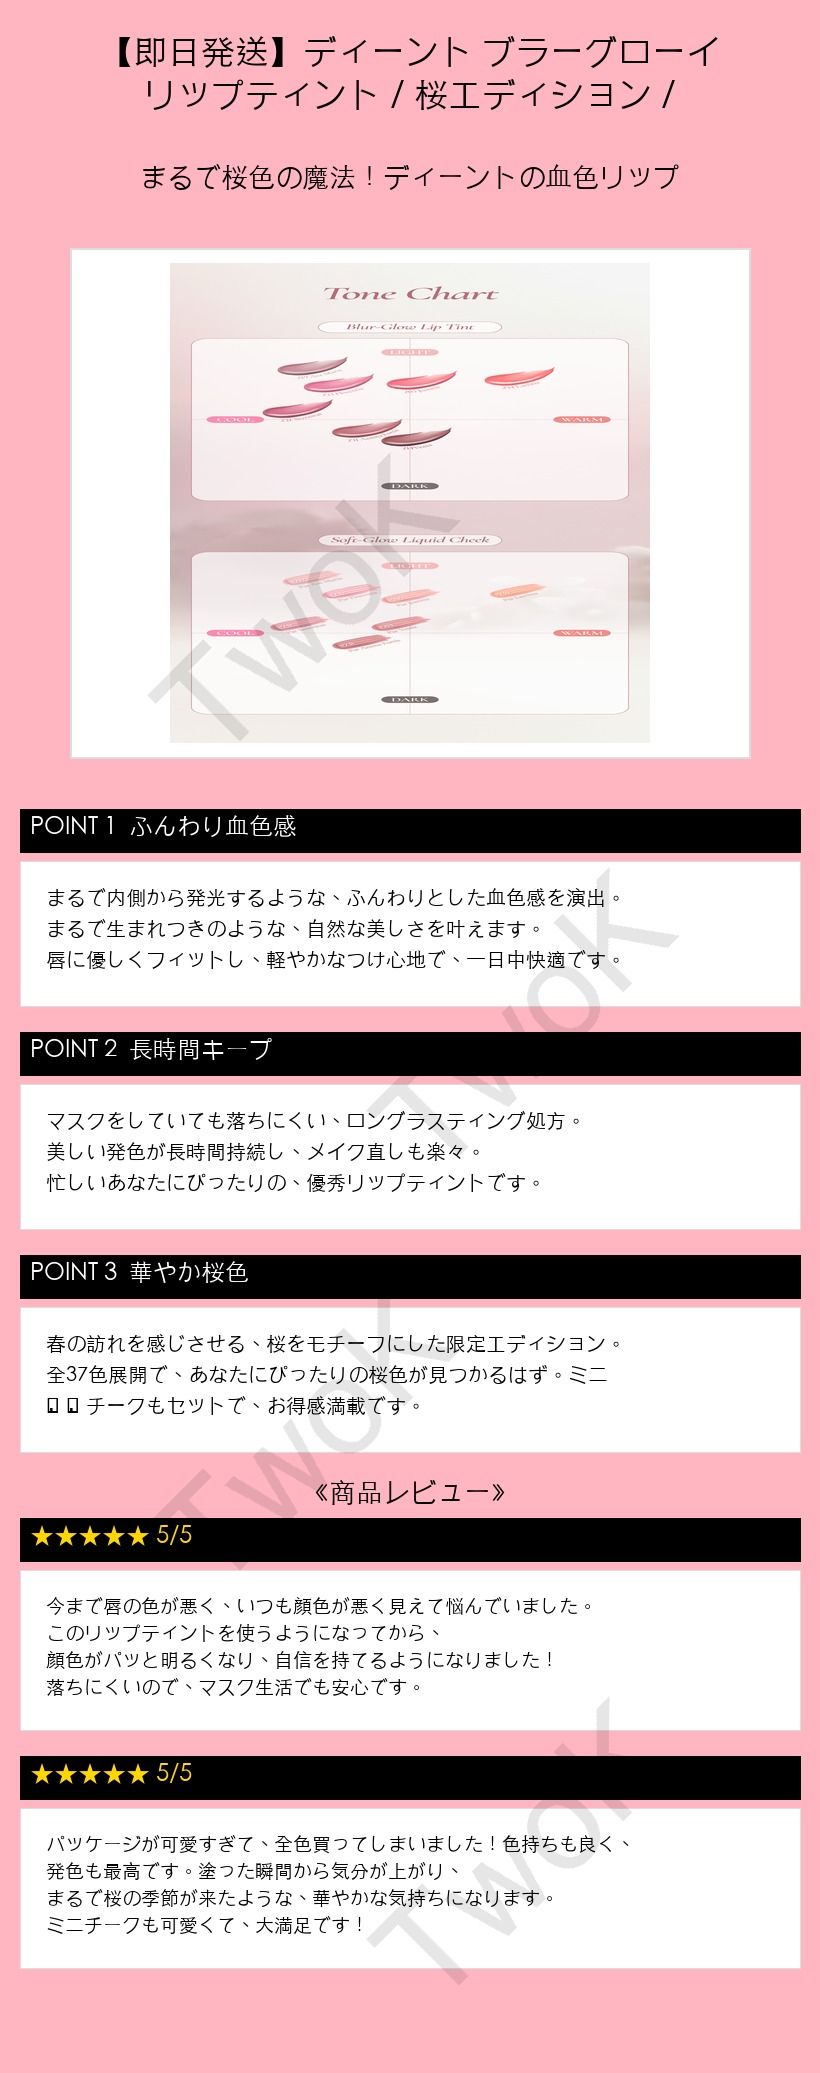 【即日発送】ディーント ブラーグローイ
リップティント / 桜エディション /
まるで桜色の魔法！ディーントの血色リップ
Tone Chart
Blur-Glow Lip Tint
LIGHT
COOL
WARM
DARK
Soft-Glow Liquid Cheek
LIGHT
COOL
WARM
DARK
TwoK
POINT 1 ふんわり血色感
まるで内側から発光するような、ふんわりとした血色感を演出。
まるで生まれつきのような、自然な美しさを叶えます。
唇に優しくフィットし、軽やかなつけ心地で、一日中快適です。
TwoK
POINT 2 長時間キープ
マスクをしていても落ちにくい、ロングラスティング処方。
美しい発色が長時間持続し、メイク直しも楽々。
忙しいあなたにぴったりの、優秀リップティントです。
POINT 3 華やか桜色
春の訪れを感じさせる、桜をモチーフにした限定エディション。
全37色展開で、あなたにぴったりの桜色が見つかるはず。ミニ
チークもセットで、お得感満載です。
TwoK
《商品レビュー》
★★★★★ 5/5
今まで唇の色が悪く、いつも顔色が悪く見えて悩んでいました。
このリップティントを使うようになってから、
顔色がパッと明るくなり、自信を持てるようになりました！
落ちにくいので、マスク生活でも安心です。
★★★★★ 5/5
パッケージが可愛すぎて、全色買ってしまいました！色持ちも良く、
発色も最高です。塗った瞬間から気分が上がり、
まるで桜の季節が来たような、華やかな気持ちになります。
ミニチークも可愛くて、大満足です！
TwoK